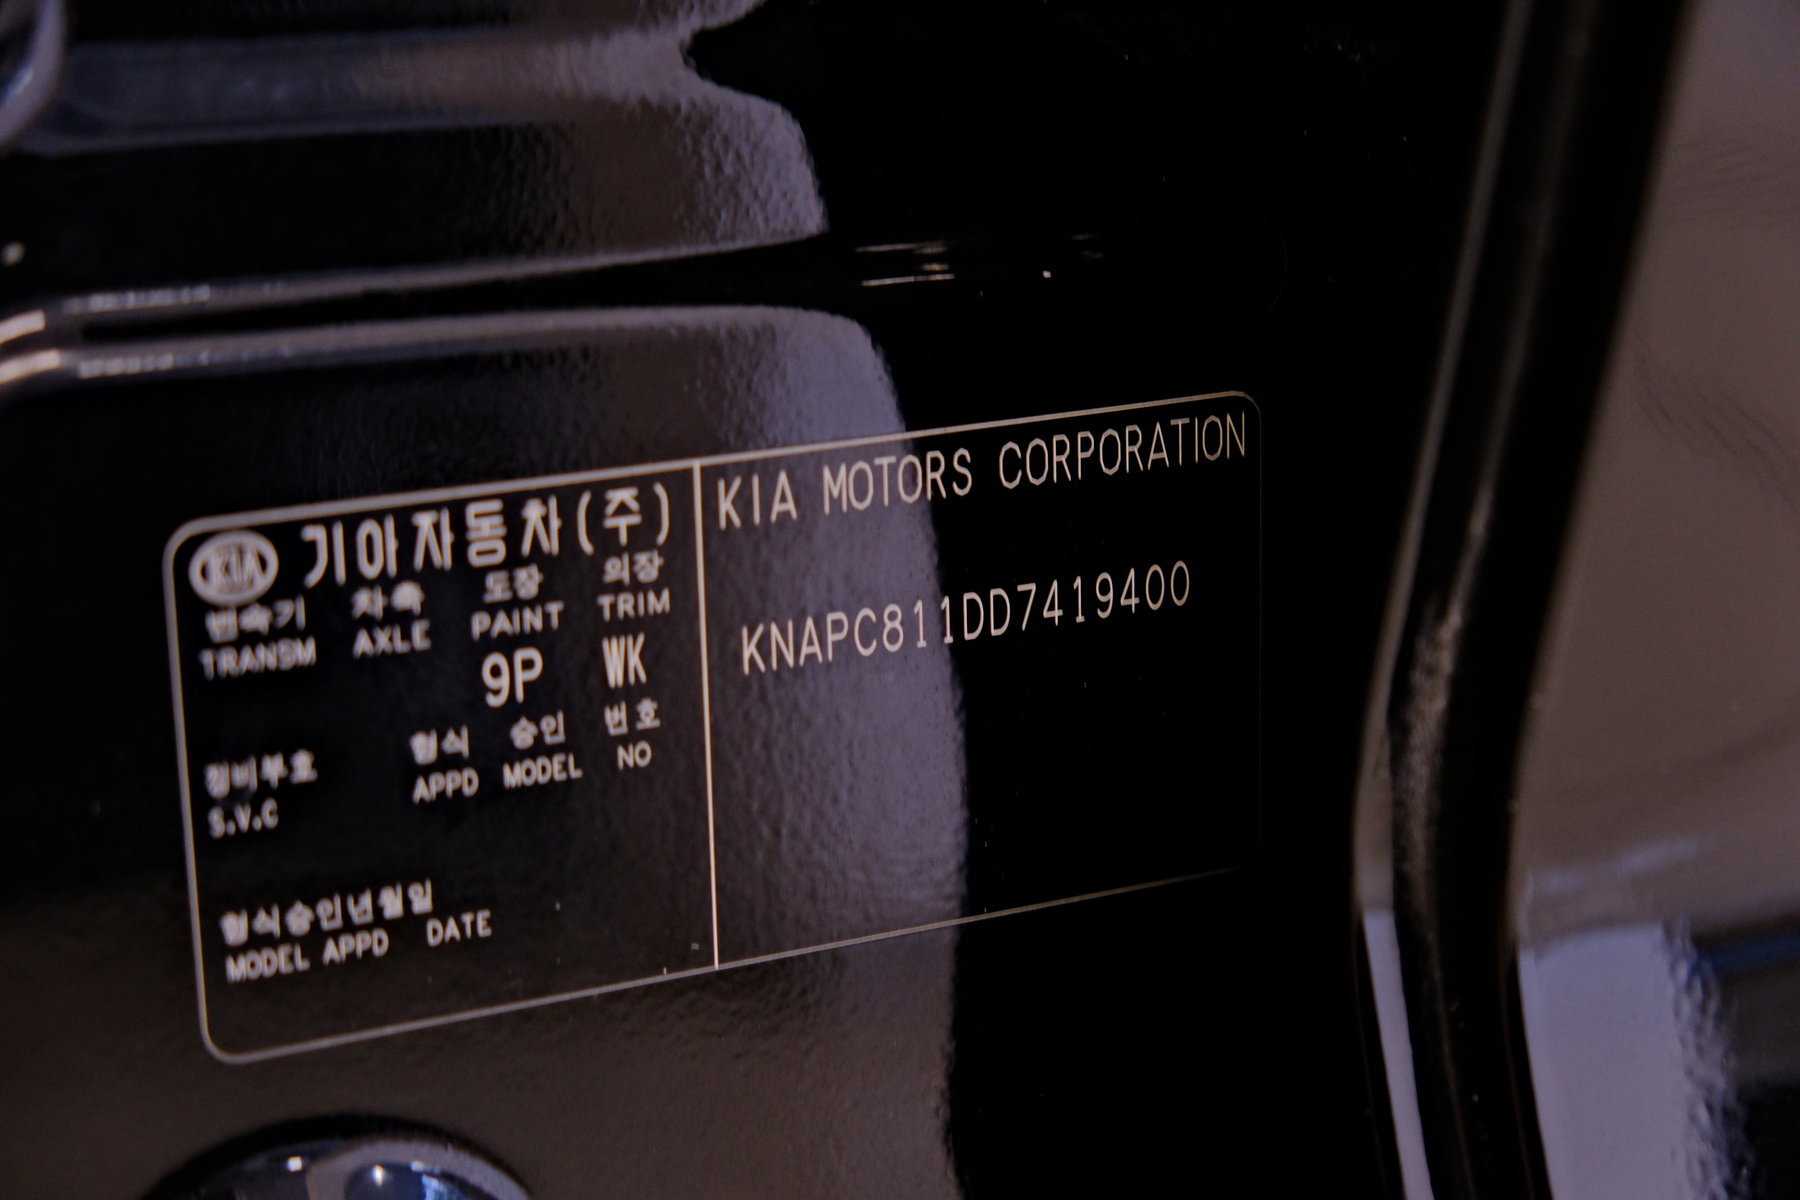 KIA 기아자동차(주)
변속기 차축 도장 의장
TRANSM AXLE PAINT TRIM
9P WK
정비부호 형식 승인 번호
S.V.C APPD MODEL NO
형식승인년월일
MODEL APPD DATE
KIA MOTORS CORPORATION
KNAPC811DD7419400